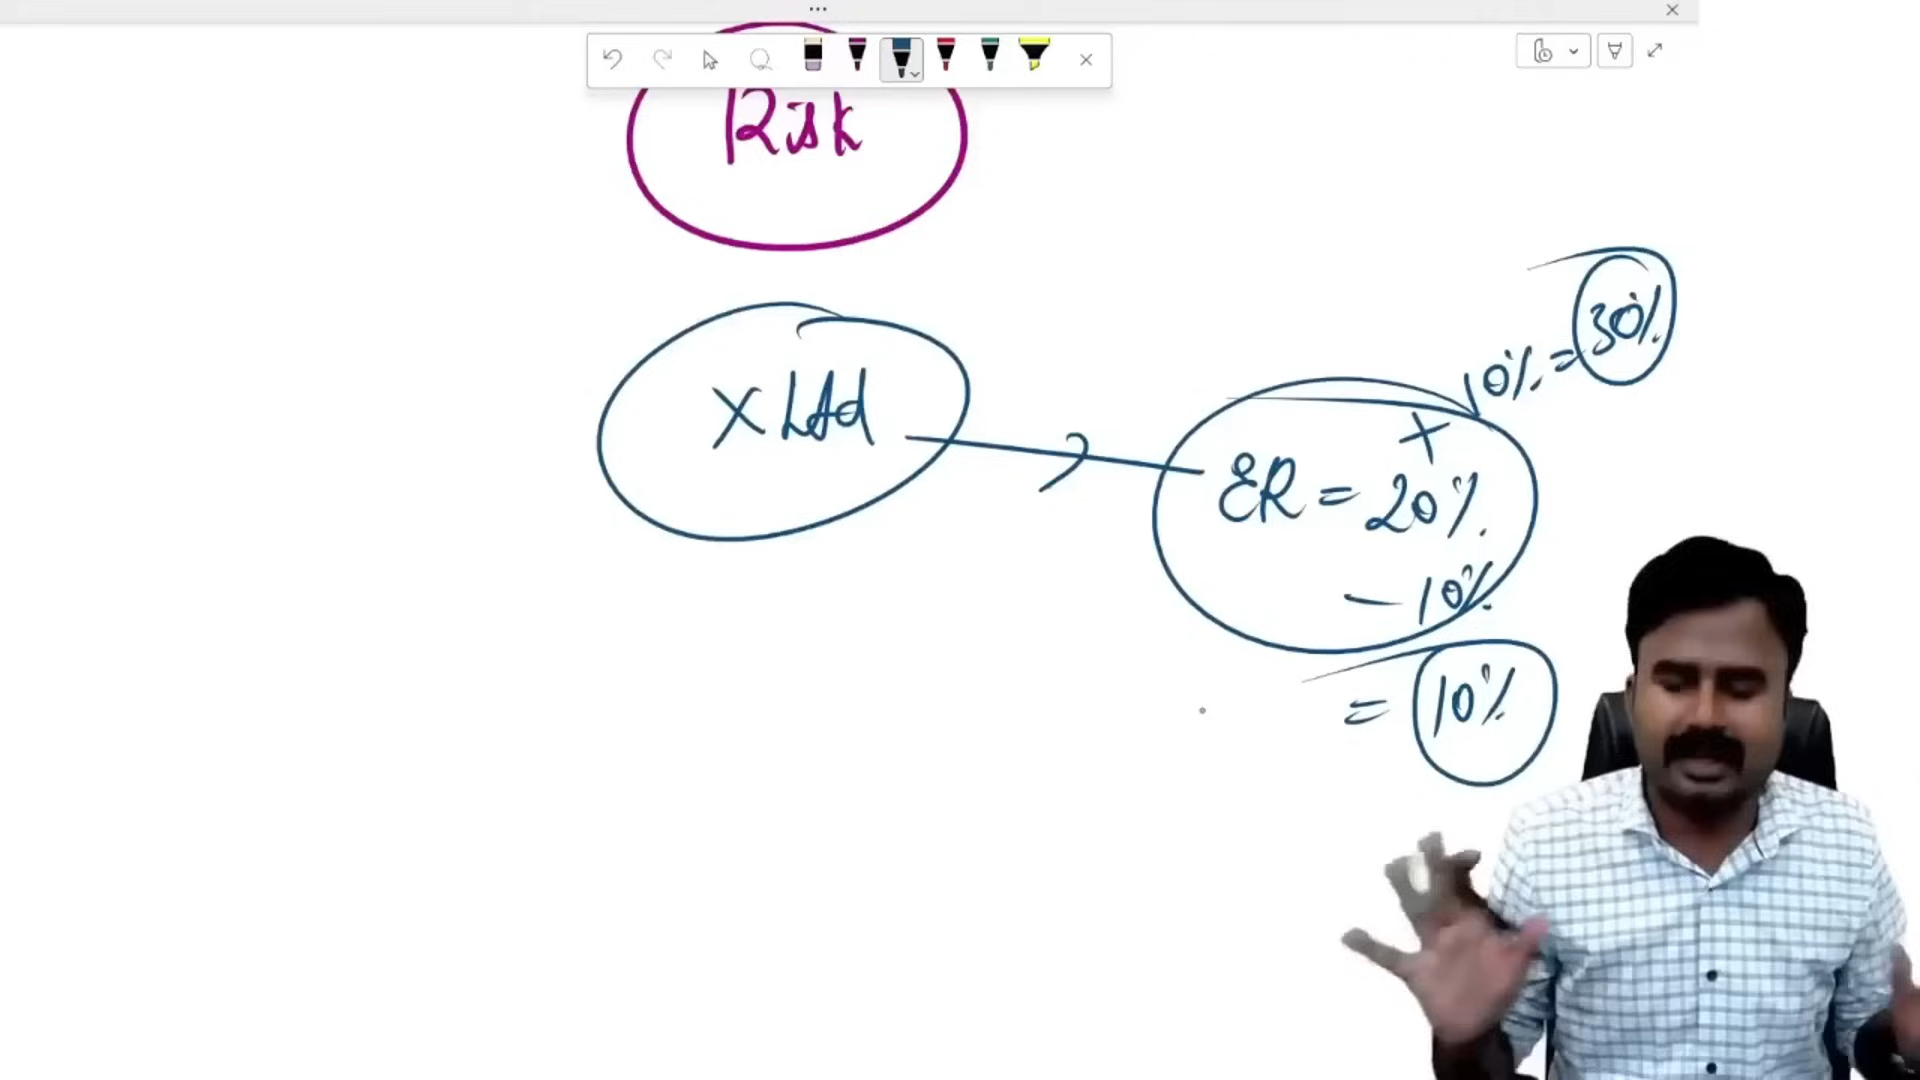 Risk
X Ltd
10% = 30%
+
ER = 20%
- 10%
= 10%